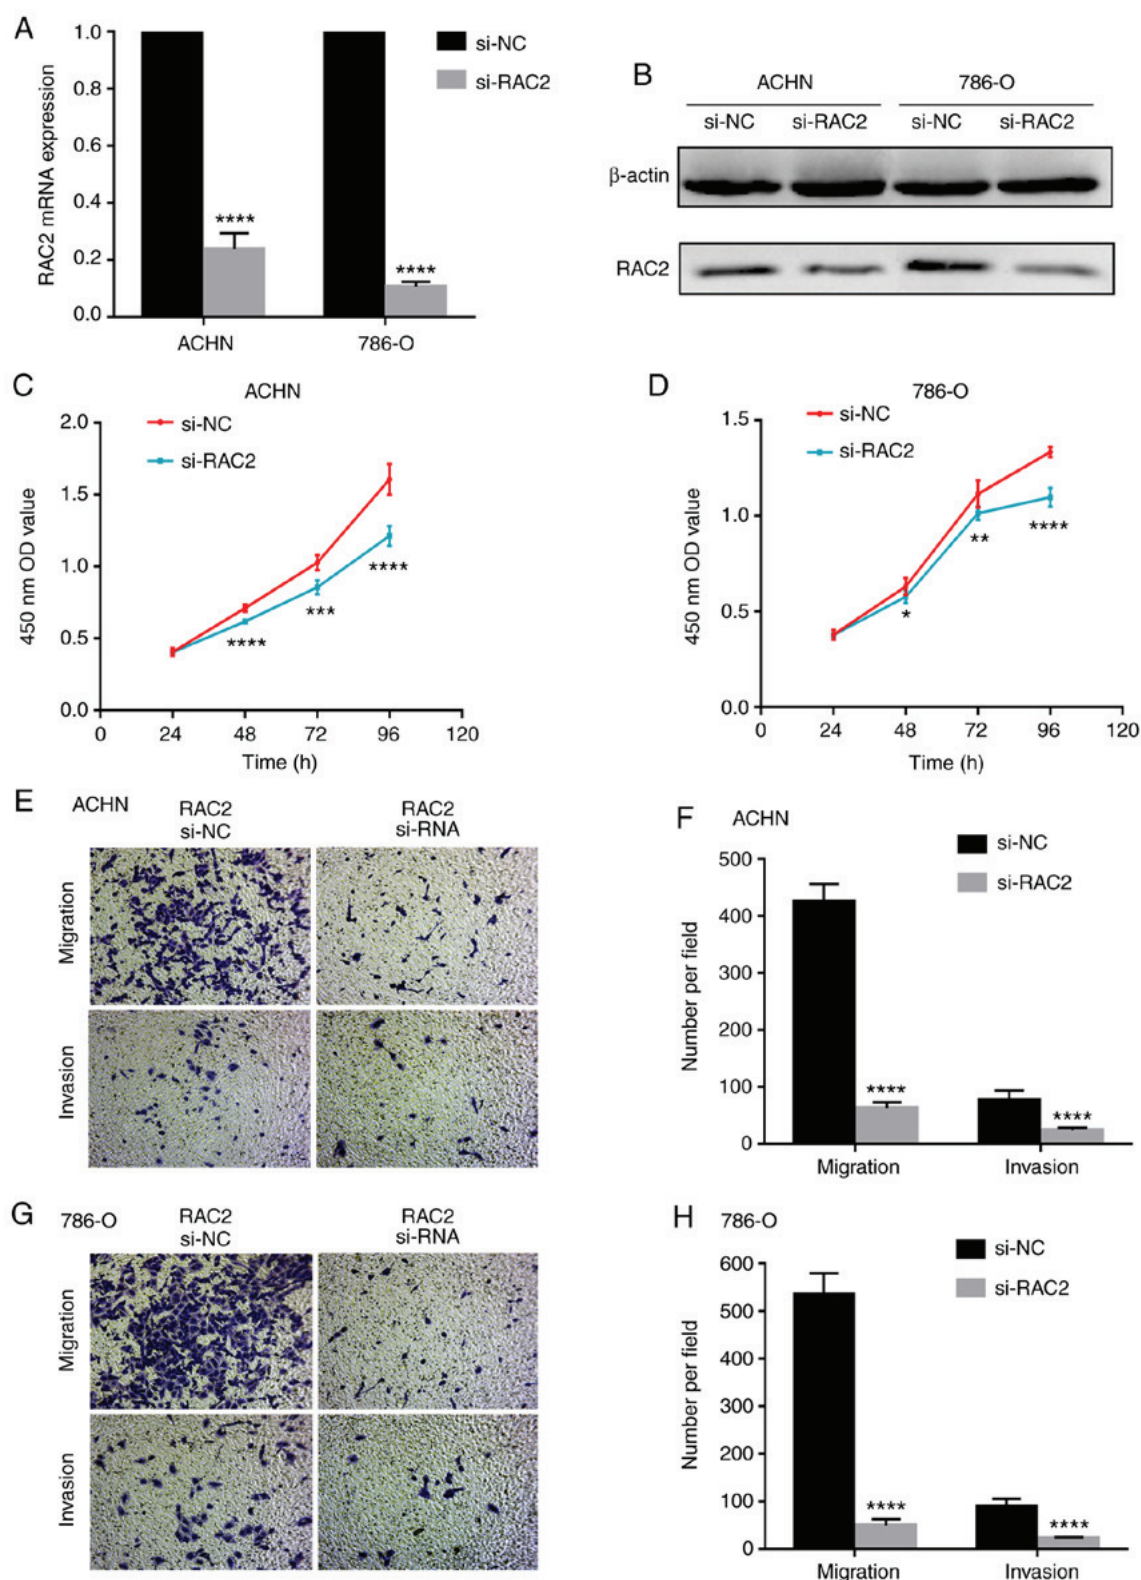 A
RAC2 mRNA expression
1.0
0.8
0.6
0.4
0.2
0.0
****
****
ACHN
786-O
si-NC
si-RAC2
B
ACHN
786-O
si-NC
si-RAC2
si-NC
si-RAC2
β-actin
RAC2
C
ACHN
si-NC
si-RAC2
450 nm OD value
2.0
1.5
1.0
0.5
0.0
****
***
****
0
24
48
72
96
120
Time (h)
D
786-O
si-NC
si-RAC2
450 nm OD value
1.5
1.0
0.5
0.0
*
**
****
0
24
48
72
96
120
Time (h)
E
ACHN
RAC2
si-NC
RAC2
si-RNA
Migration
Invasion
F
ACHN
si-NC
si-RAC2
Number per field
500
400
300
200
100
0
****
****
Migration
Invasion
G
786-O
RAC2
si-NC
RAC2
si-RNA
Migration
Invasion
H
786-O
si-NC
si-RAC2
Number per field
600
500
400
300
200
100
0
****
****
Migration
Invasion